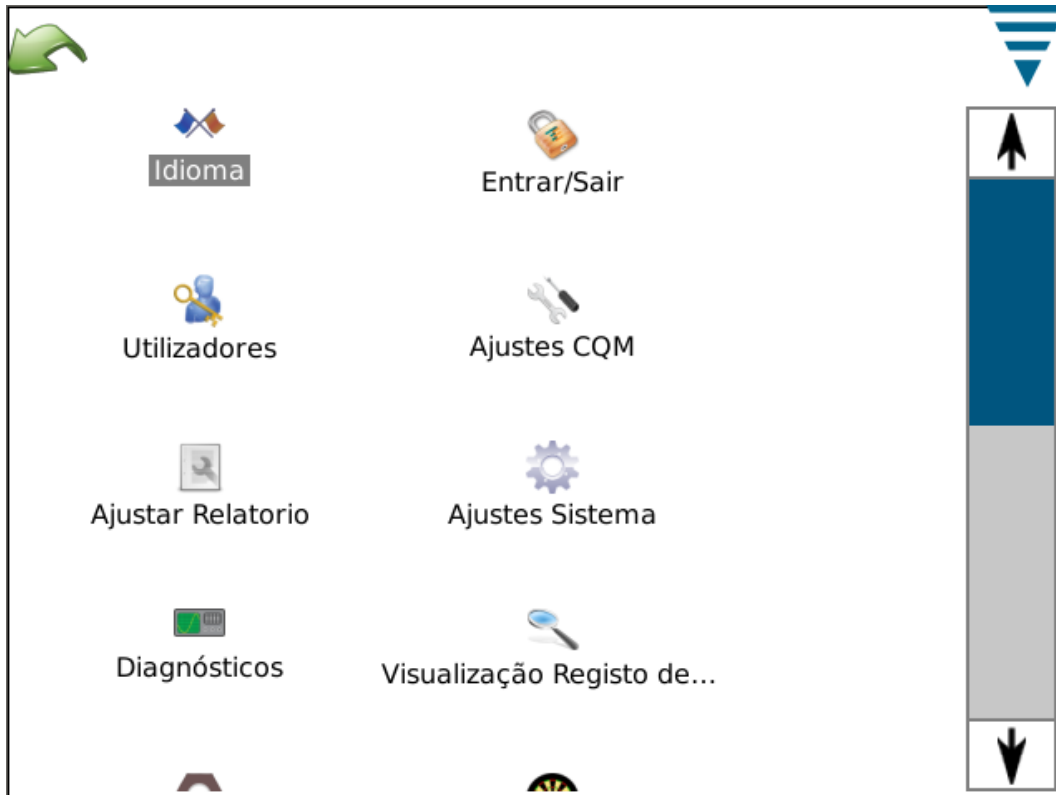 Idioma
Entrar/Sair
Utilizadores
Ajustes CQM
Ajustar Relatorio
Ajustes Sistema
Diagnósticos
Visualização Registo de...